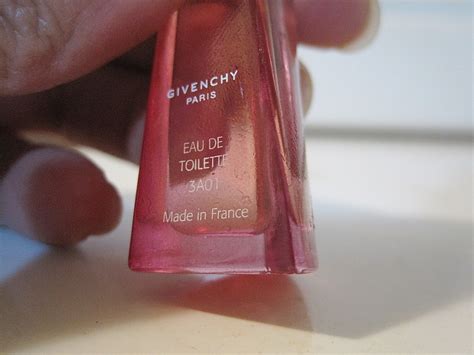 GIVENCHY
PARIS
EAU DE
TOILETTE
3A01
Made in France